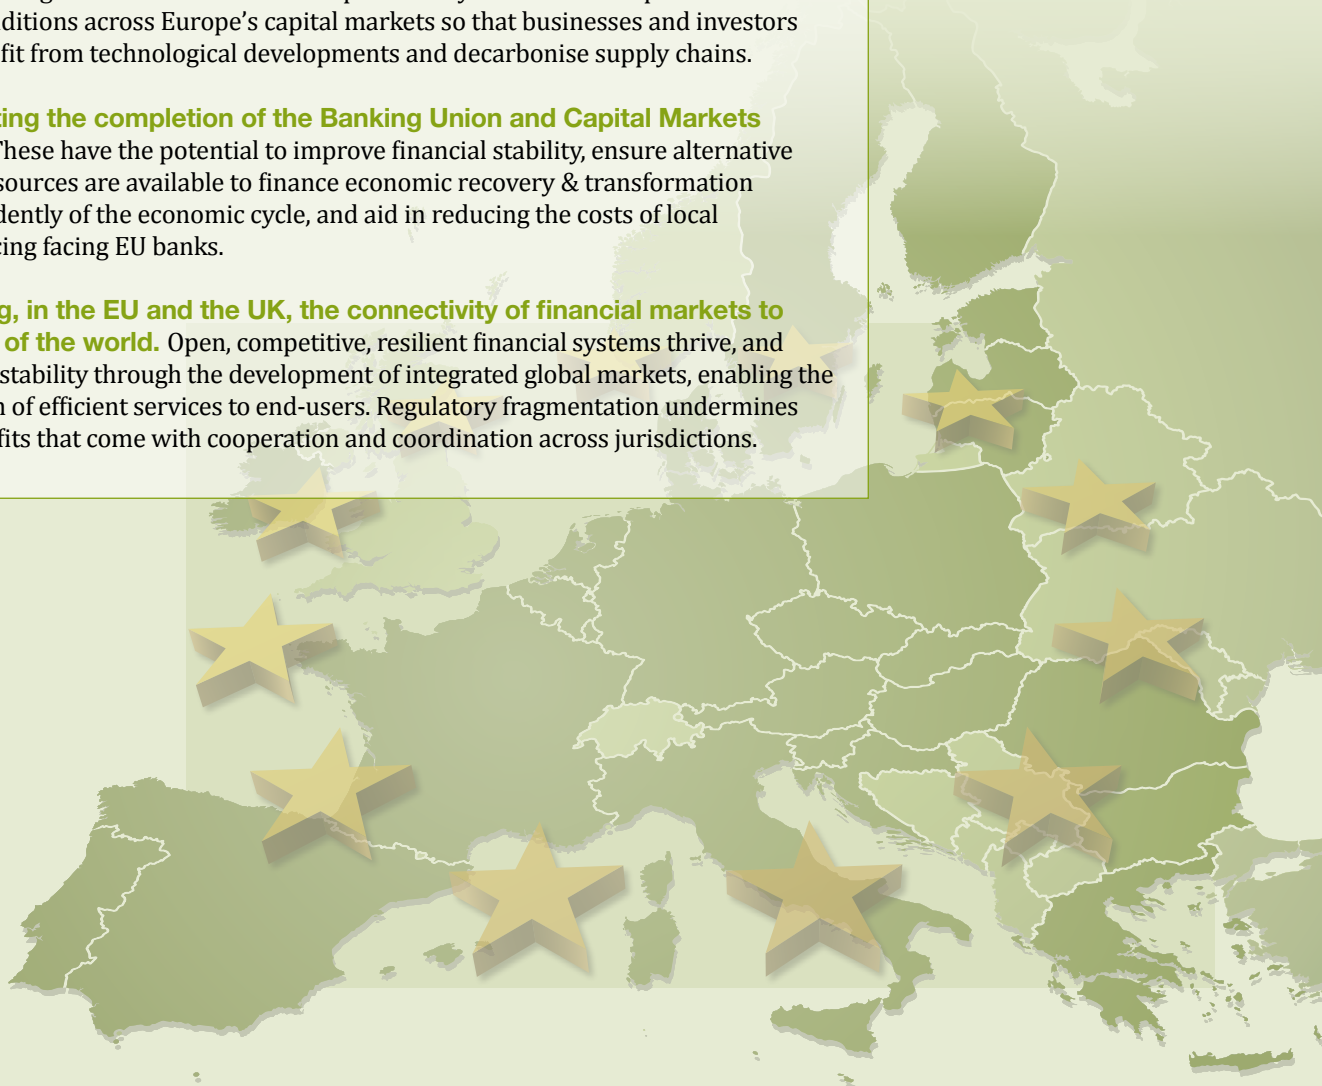 ditions across Europe’s capital markets so that businesses and investors
fit from technological developments and decarbonise supply chains.
ting the completion of the Banking Union and Capital Markets
These have the potential to improve financial stability, ensure alternative
sources are available to finance economic recovery & transformation
dently of the economic cycle, and aid in reducing the costs of local
cing facing EU banks.
g, in the EU and the UK, the connectivity of financial markets to
of the world. Open, competitive, resilient financial systems thrive, and
stability through the development of integrated global markets, enabling the
n of efficient services to end-users. Regulatory fragmentation undermines
fits that come with cooperation and coordination across jurisdictions.